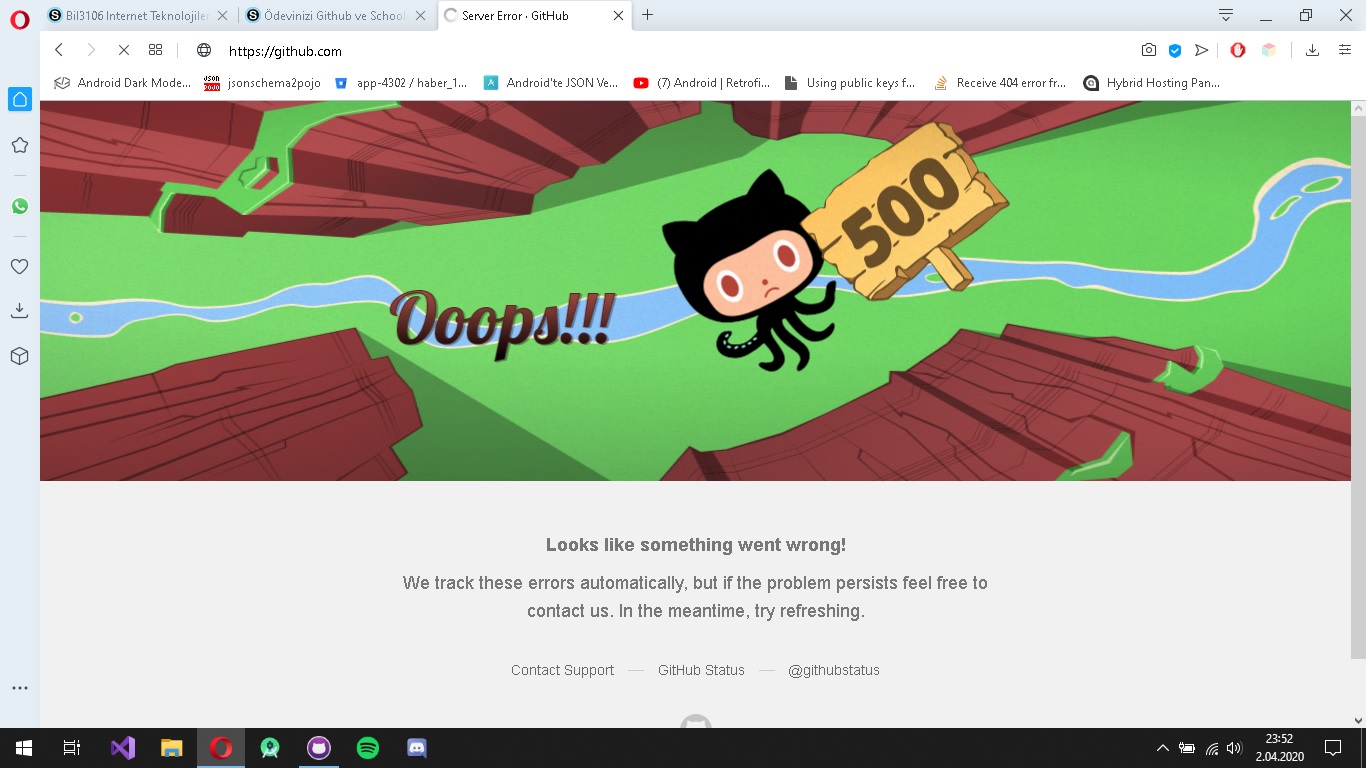 Bil3106 Internet Teknolojiler
Ödevinizi Github ve School
Server Error · GitHub
https://github.com
Android Dark Mode...
JSON
POJO
jsonschema2pojo
app-4302 / haber_1...
Android'te JSON Ve...
(7) Android | Retrofi...
Using public keys f...
Receive 404 error fr...
Hybrid Hosting Pan...
500
Ooops!!!
Looks like something went wrong!
We track these errors automatically, but if the problem persists feel free to
contact us. In the meantime, try refreshing.
Contact Support — GitHub Status — @githubstatus
23:52
2.04.2020